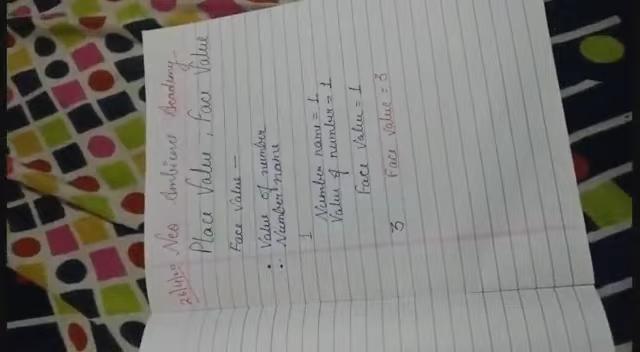 26/4/20 Neo Ambience Academy
Place Value, Face Value
Face Value –
• Value of number
∴ Number name
1
Number name = 1
Value of number = 1
Face Value = 1
3 Face Value = 3